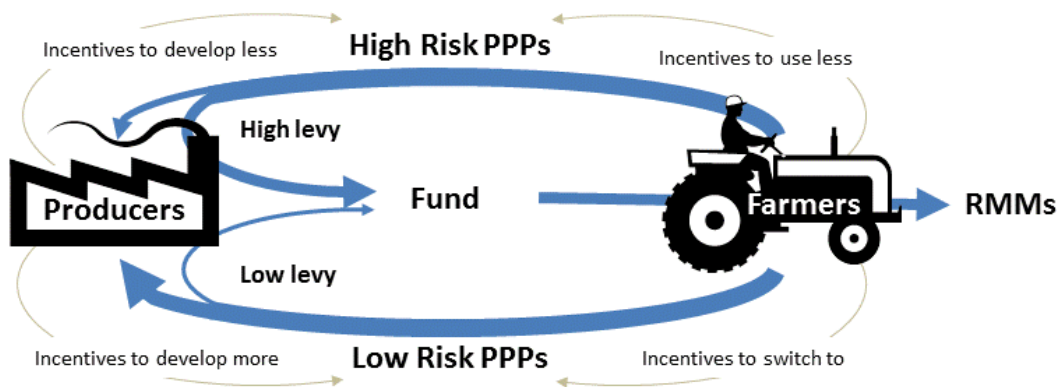 Incentives to develop less
High Risk PPPs
Incentives to use less
High levy
Producers
Fund
Farmers
RMMs
Low levy
Incentives to develop more
Low Risk PPPs
Incentives to switch to